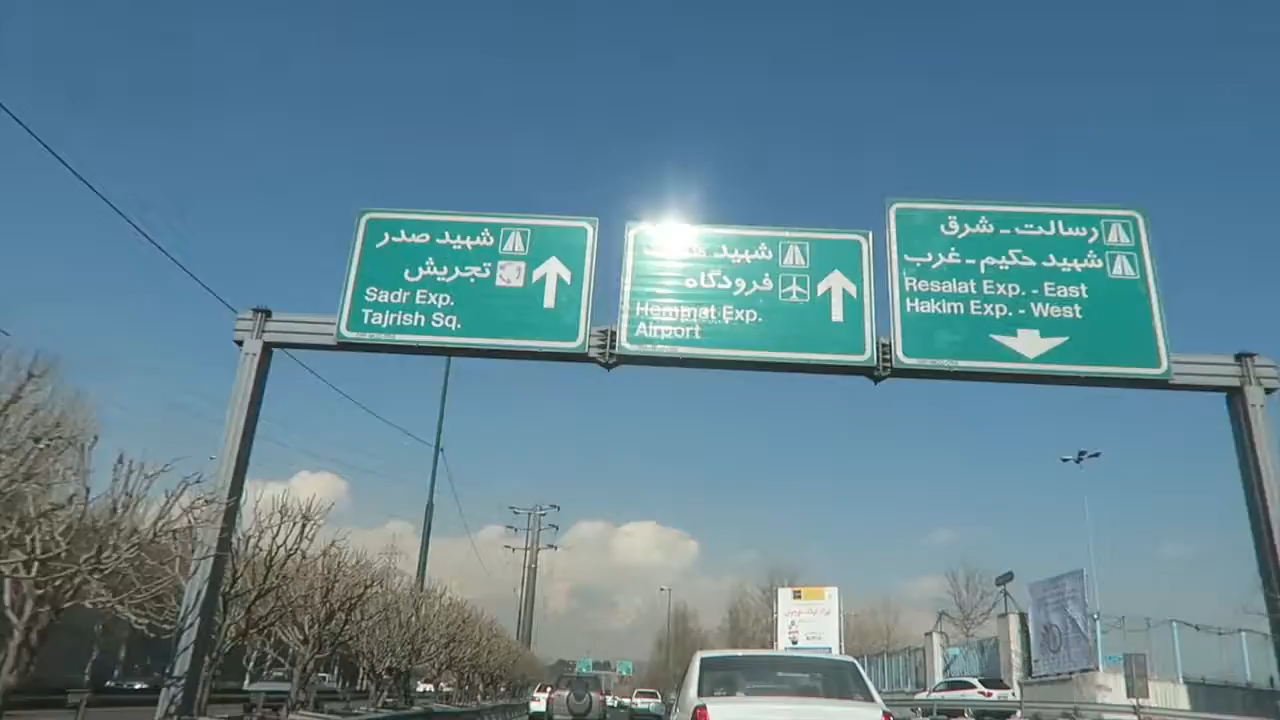 شهید صدر
تجریش
Sadr Exp.
Tajrish Sq.
شهید
فرودگاه
Hemmat Exp.
Airport
رسالت - شرق
شهید حکیم - غرب
Resalat Exp. - East
Hakim Exp. - West